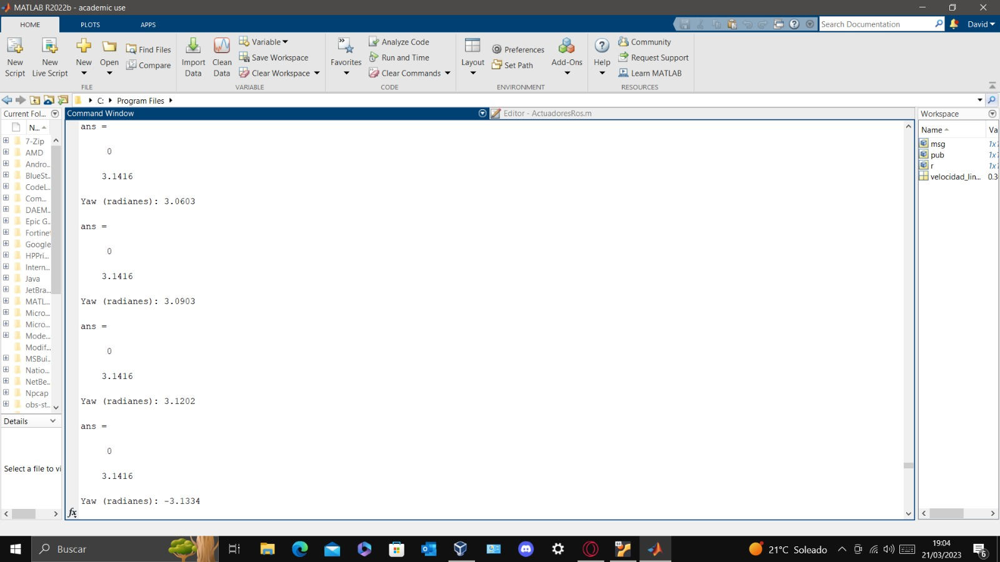 MATLAB R2022b - academic use
HOME PLOTS APPS
Search Documentation
David
New Script
New Live Script
New
Open
Find Files
Compare
FILE
Import Data
Clean Data
Variable
Save Workspace
Clear Workspace
VARIABLE
Favorites
Analyze Code
Run and Time
Clear Commands
CODE
Layout
Preferences
Set Path
Add-Ons
ENVIRONMENT
Help
Community
Request Support
Learn MATLAB
RESOURCES
C: Program Files
Current Fol...
N...
7-Zip
AMD
Andro...
BlueSt...
CodeL...
Com...
DAEM...
Epic G...
Fortine
Google
HPPri...
Intern...
Java
JetBra...
MATL...
Micro...
Micro...
Mode...
Modif...
MSBui...
Natio...
NetBe...
Npcap
obs-st...
Details
Select a file to vi
Command Window
ans =
0
3.1416
Yaw (radianes): 3.0603
ans =
0
3.1416
Yaw (radianes): 3.0903
ans =
0
3.1416
Yaw (radianes): 3.1202
ans =
0
3.1416
Yaw (radianes): -3.1334
fx
Editor - ActuadoresRos.m
Workspace
Name Va
msg 1x1
pub 1x1
r 1x1
velocidad_lin... 0.3
Buscar
21°C Soleado
19:04
21/03/2023
6